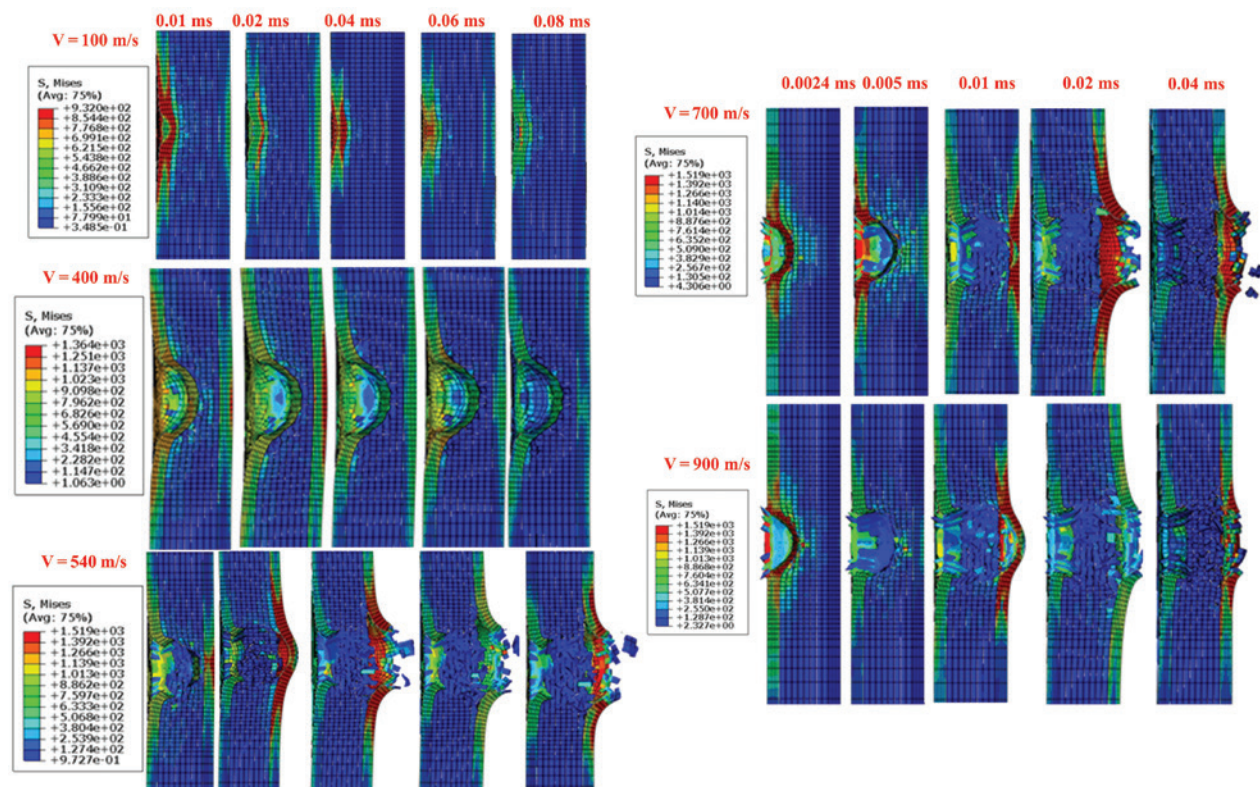 0.01 ms 0.02 ms 0.04 ms 0.06 ms 0.08 ms
V = 100 m/s
S, Mises
(Avg: 75%)
+9.320e+02
+8.544e+02
+7.768e+02
+6.991e+02
+6.215e+02
+5.438e+02
+4.662e+02
+3.886e+02
+3.109e+02
+2.333e+02
+1.556e+02
+7.799e+01
+3.485e-01
V = 400 m/s
S, Mises
(Avg: 75%)
+1.364e+03
+1.251e+03
+1.137e+03
+1.023e+03
+9.098e+02
+7.962e+02
+6.826e+02
+5.690e+02
+4.554e+02
+3.418e+02
+2.282e+02
+1.147e+02
+1.063e+00
V = 540 m/s
S, Mises
(Avg: 75%)
+1.519e+03
+1.392e+03
+1.266e+03
+1.139e+03
+1.013e+03
+8.862e+02
+7.597e+02
+6.333e+02
+5.068e+02
+3.804e+02
+2.539e+02
+1.274e+02
+9.727e-01
0.0024 ms 0.005 ms 0.01 ms 0.02 ms 0.04 ms
V = 700 m/s
S, Mises
(Avg: 75%)
+1.519e+03
+1.392e+03
+1.266e+03
+1.140e+03
+1.014e+03
+8.876e+02
+7.614e+02
+6.352e+02
+5.090e+02
+3.829e+02
+2.567e+02
+1.305e+02
+4.306e+00
V = 900 m/s
S, Mises
(Avg: 75%)
+1.519e+03
+1.392e+03
+1.266e+03
+1.139e+03
+1.013e+03
+8.868e+02
+7.604e+02
+6.341e+02
+5.077e+02
+3.814e+02
+2.550e+02
+1.287e+02
+2.327e+00